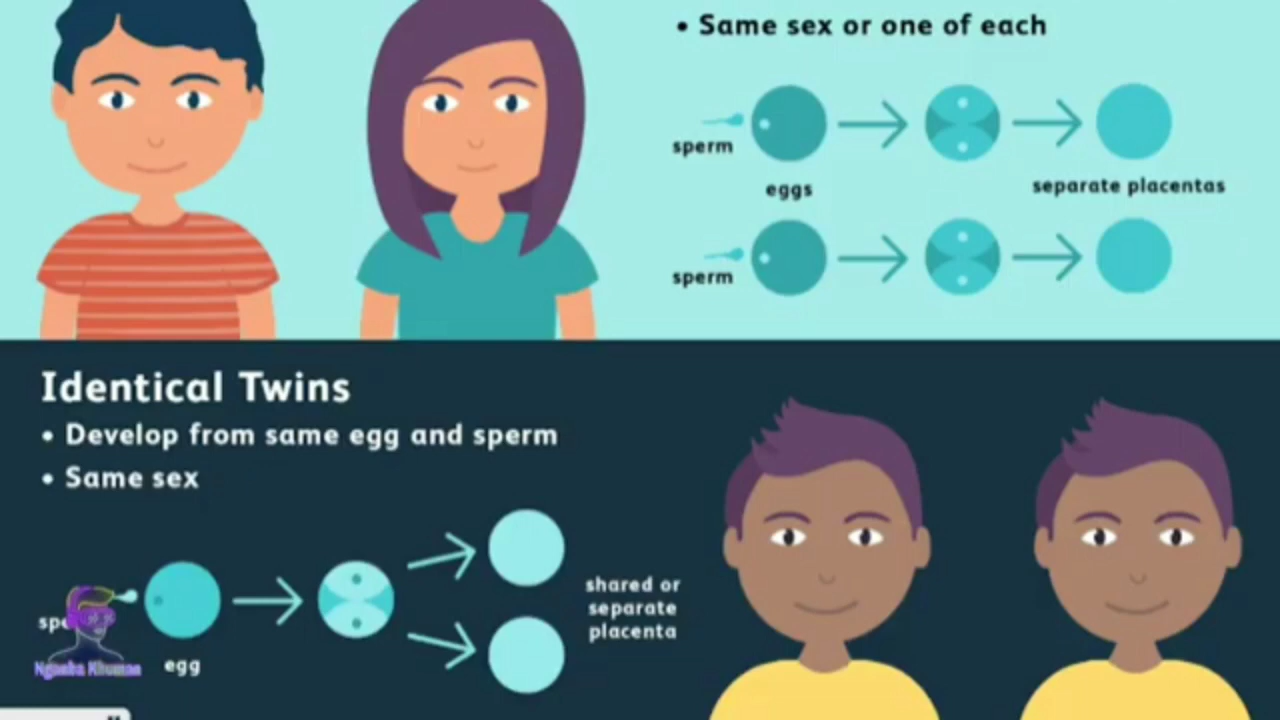 • Same sex or one of each
sperm
eggs
separate placentas
sperm
Identical Twins
• Develop from same egg and sperm
• Same sex
shared or
separate
placenta
egg